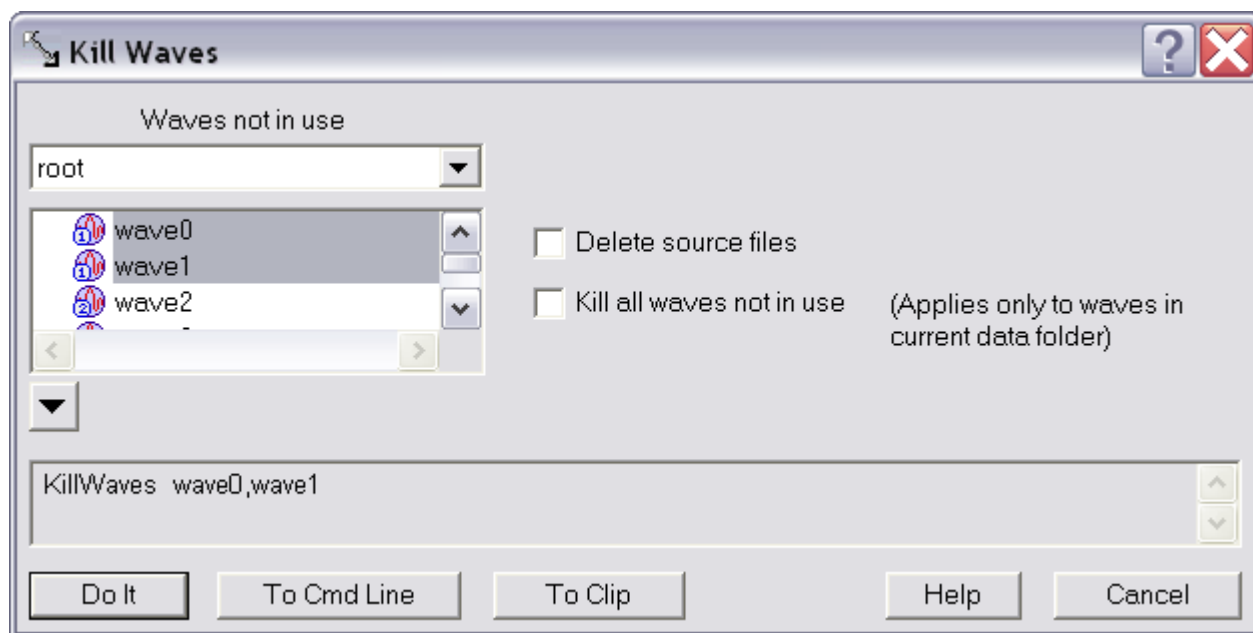 Kill Waves
Waves not in use
root
wave0
wave1
wave2
Delete source files
Kill all waves not in use
(Applies only to waves in
current data folder)
KillWaves wave0,wave1
Do It
To Cmd Line
To Clip
Help
Cancel